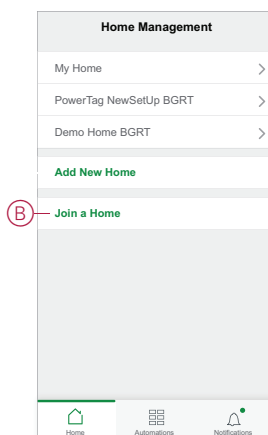 Home Management
My Home
PowerTag NewSetUp BGRT
Demo Home BGRT
Add New Home
B
Join a Home
Home Automations Notifications